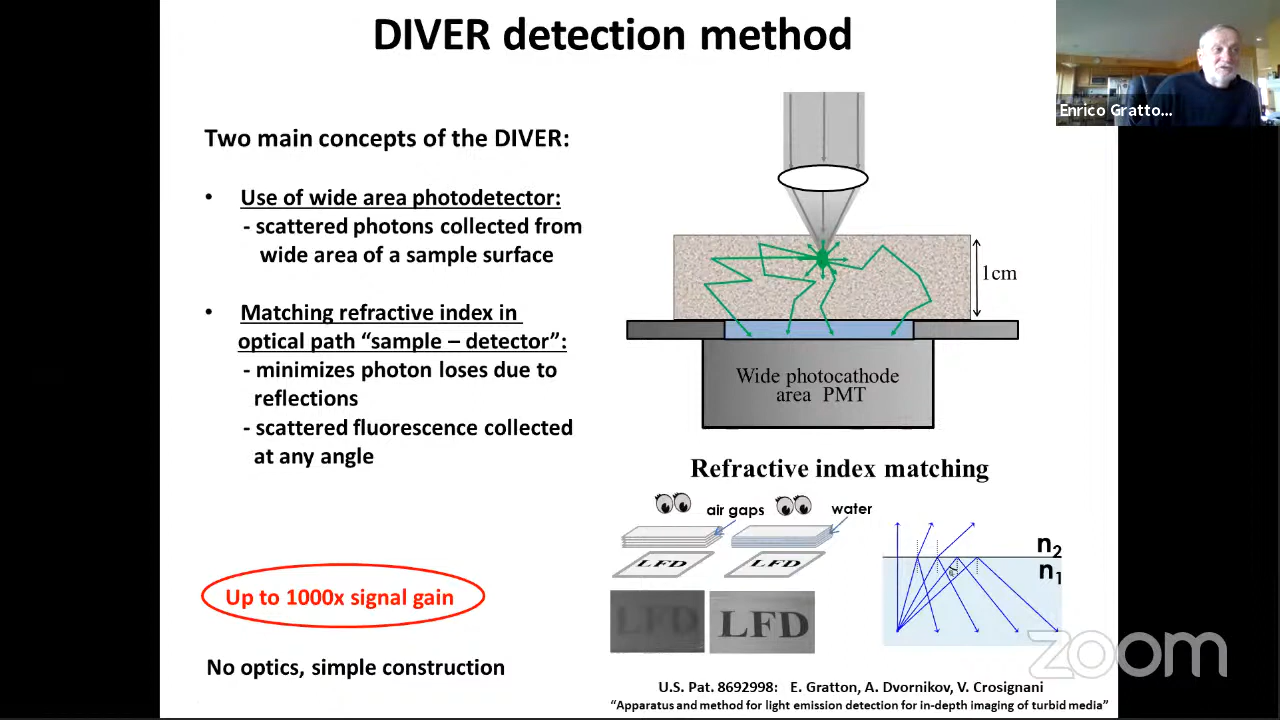 DIVER detection method
Enrico Gratto...
Two main concepts of the DIVER:
• Use of wide area photodetector:
- scattered photons collected from
wide area of a sample surface
• Matching refractive index in
optical path “sample – detector”:
- minimizes photon loses due to
reflections
- scattered fluorescence collected
at any angle
Up to 1000x signal gain
No optics, simple construction
1cm
Wide photocathode
area PMT
Refractive index matching
air gaps
water
LFD
LFD
LFD
LFD
n2
n1
zoom
U.S. Pat. 8692998: E. Gratton, A. Dvornikov, V. Crosignani
“Apparatus and method for light emission detection for in-depth imaging of turbid media”